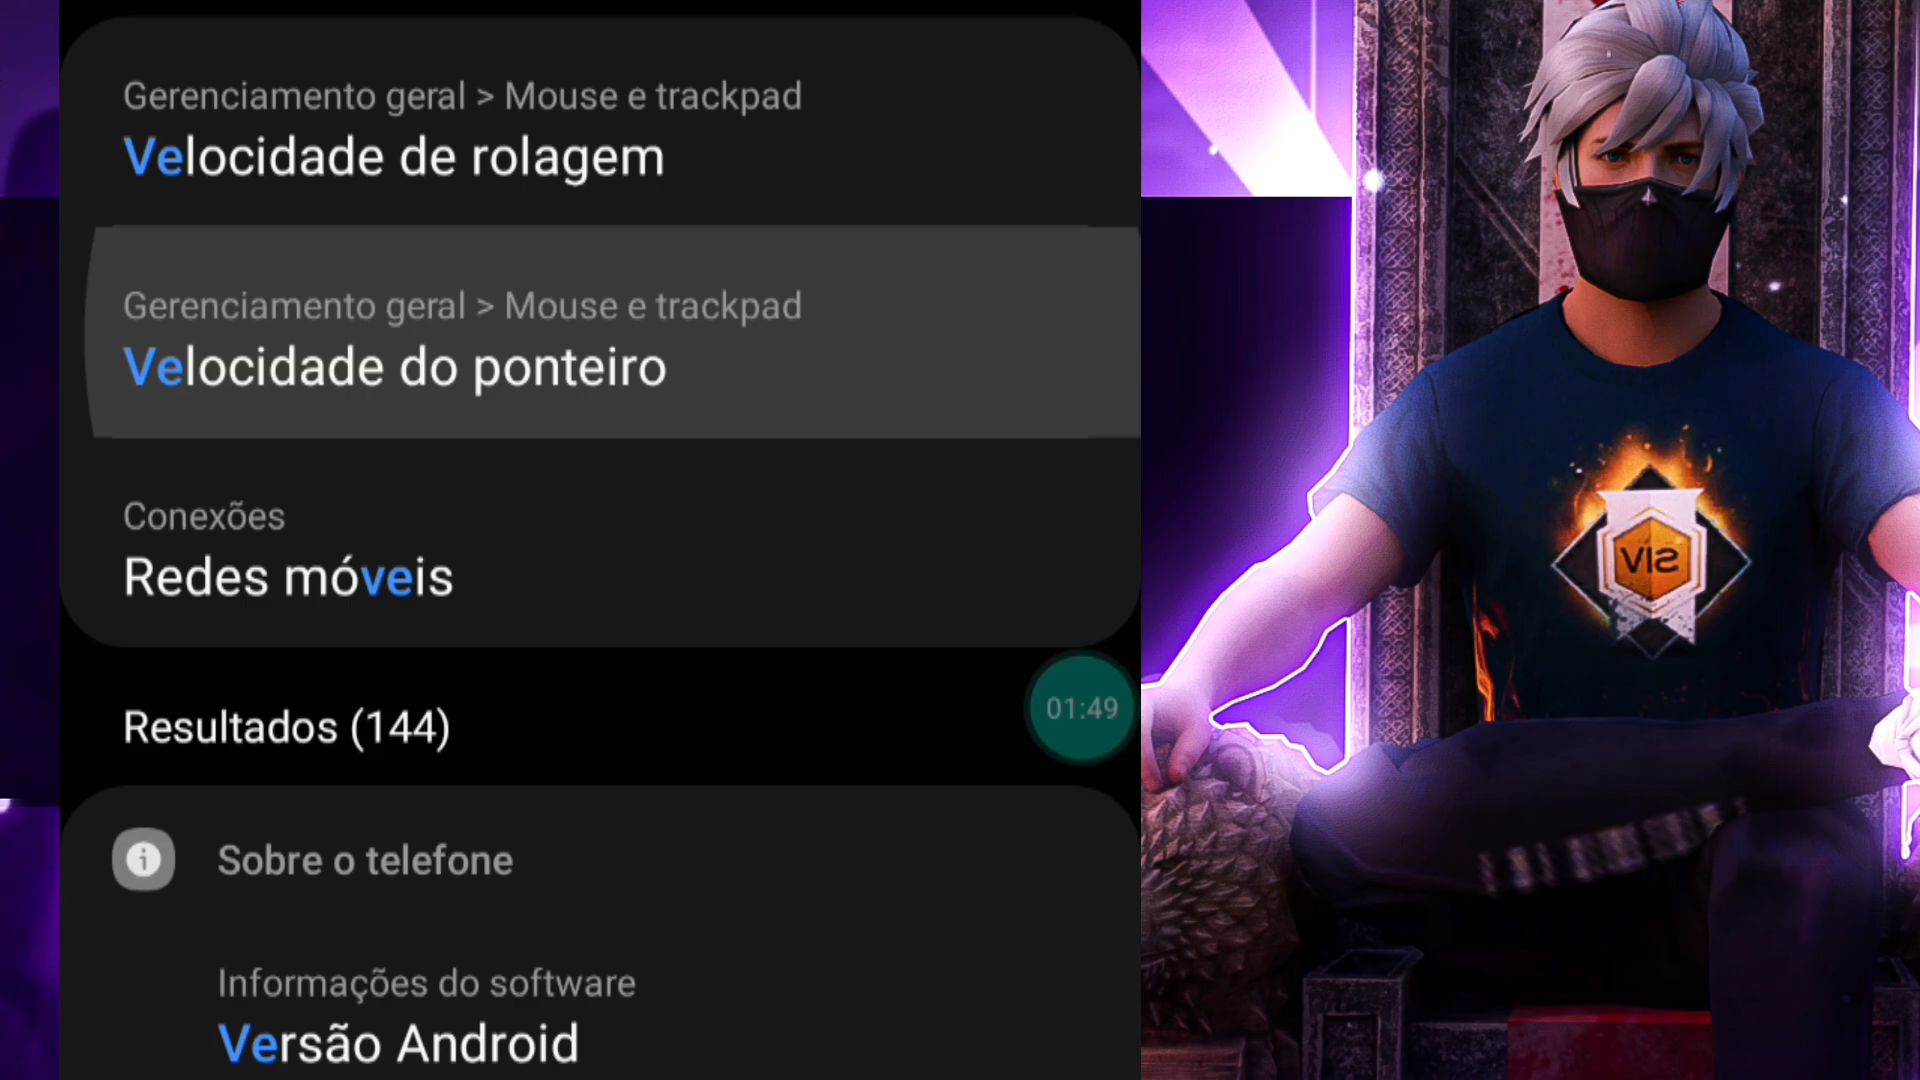 Gerenciamento geral > Mouse e trackpad
Velocidade de rolagem
Gerenciamento geral > Mouse e trackpad
Velocidade do ponteiro
Conexões
Redes móveis
Resultados (144)
01:49
Sobre o telefone
Informações do software
Versão Android
VIS